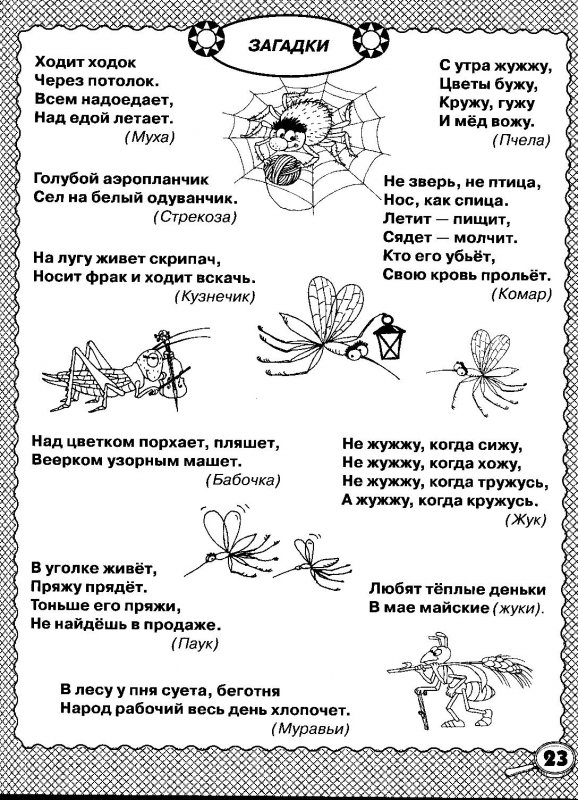 ЗАГАДКИ
Ходит ходок
Через потолок.
Всем надоедает,
Над едой летает.
(Муха)
С утра жужжу,
Цветы бужу,
Кружу, гужу
И мёд вожу.
(Пчела)
Голубой аэропланчик
Сел на белый одуванчик.
(Стрекоза)
Не зверь, не птица,
Нос, как спица.
Летит — пищит,
Сядет — молчит.
Кто его убьёт,
Свою кровь прольёт.
(Комар)
На лугу живет скрипач,
Носит фрак и ходит вскачь.
(Кузнечик)
Над цветком порхает, пляшет,
Веерком узорным машет.
(Бабочка)
Не жужжу, когда сижу,
Не жужжу, когда хожу,
Не жужжу, когда тружусь,
А жужжу, когда кружусь.
(Жук)
В уголке живёт,
Пряжу прядёт.
Тоньше его пряжи,
Не найдёшь в продаже.
(Паук)
Любят тёплые деньки
В мае майские (жуки).
В лесу у пня суета, беготня
Народ рабочий весь день хлопочет.
(Муравьи)
23